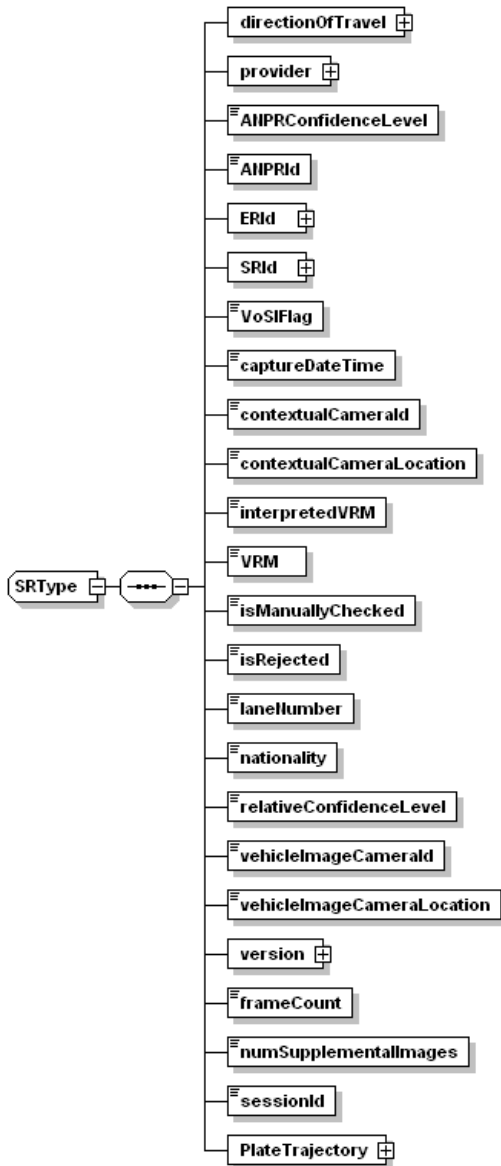 directionOfTravel
provider
ANPRConfidenceLevel
ANPRId
ERId
SRId
VoSIFlag
captureDateTime
contextualCameraId
contextualCameraLocation
interpretedVRM
SRType
VRM
isManuallyChecked
isRejected
laneNumber
nationality
relativeConfidenceLevel
vehicleImageCameraId
vehicleImageCameraLocation
version
frameCount
numSupplementalImages
sessionId
PlateTrajectory